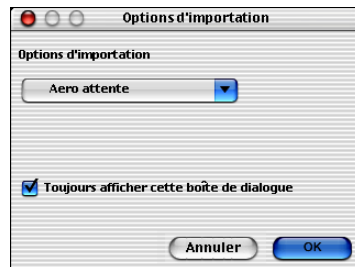 Options d'importation
Options d'importation
Aero attente
Toujours afficher cette boîte de dialogue
Annuler OK